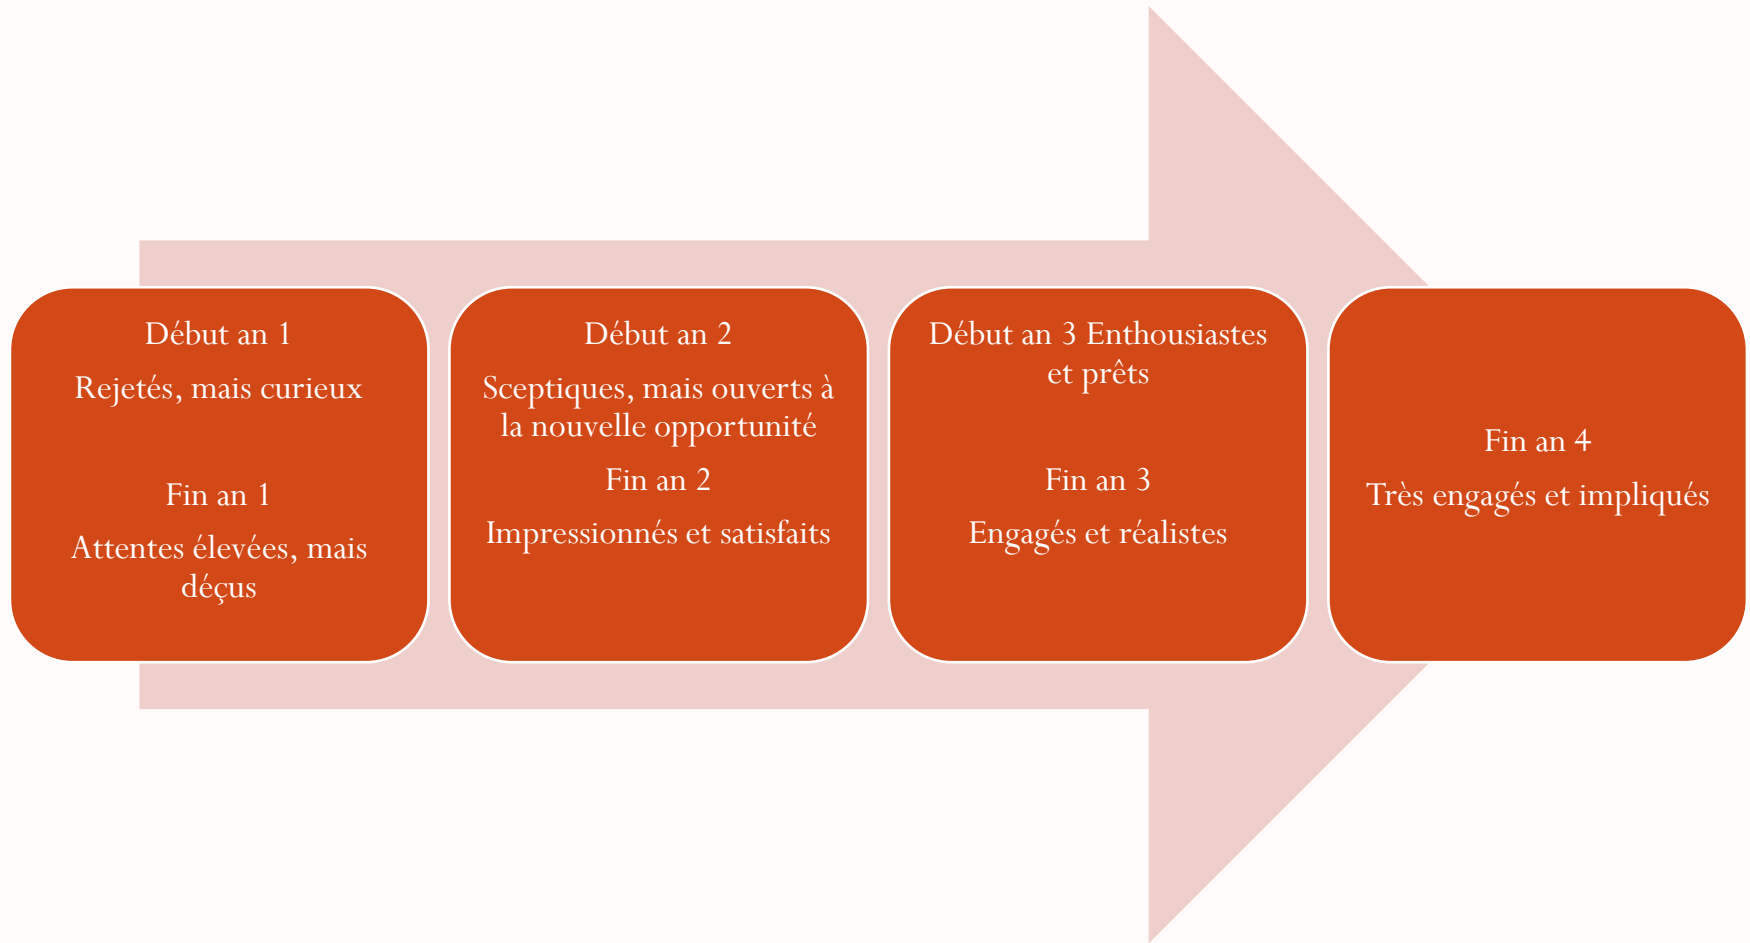 Début an 1
Rejetés, mais curieux
Fin an 1
Attentes élevées, mais
déçus
Début an 2
Sceptiques, mais ouverts à
la nouvelle opportunité
Fin an 2
Impressionnés et satisfaits
Début an 3 Enthousiastes
et prêts
Fin an 3
Engagés et réalistes
Fin an 4
Très engagés et impliqués